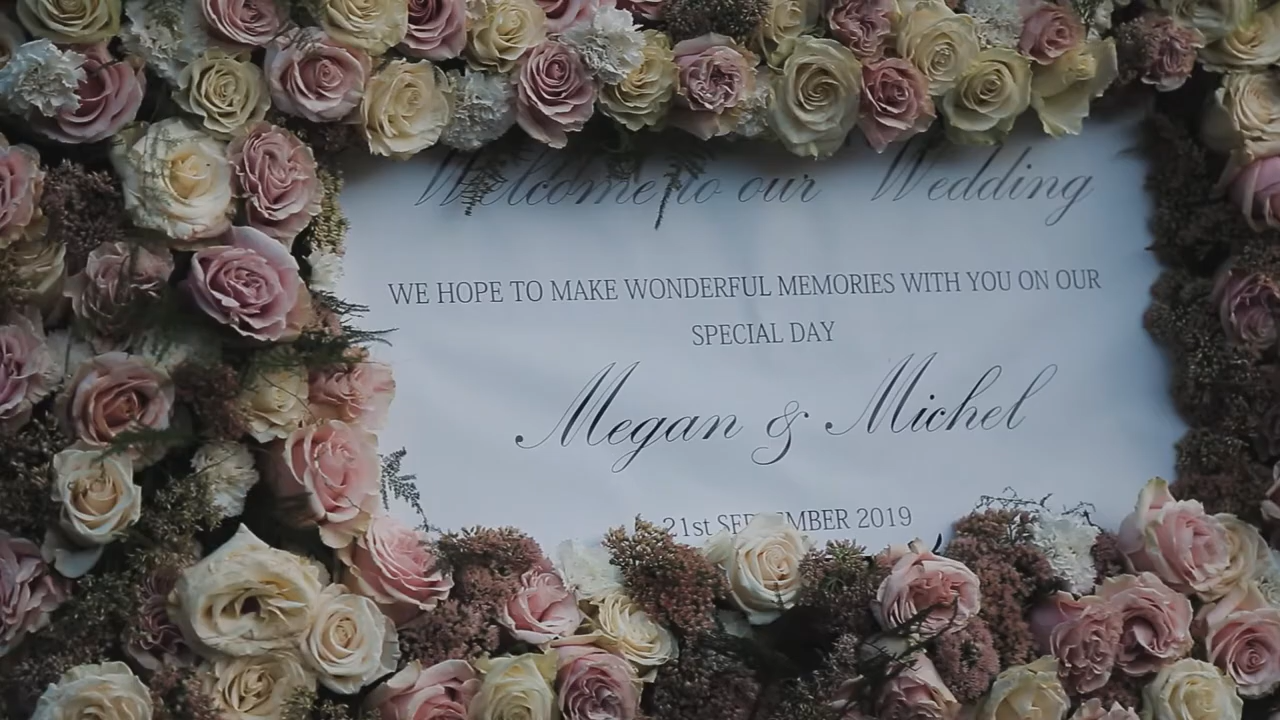 Welcome to our Wedding
WE HOPE TO MAKE WONDERFUL MEMORIES WITH YOU ON OUR
SPECIAL DAY
Megan & Michel
21st SEPTEMBER 2019